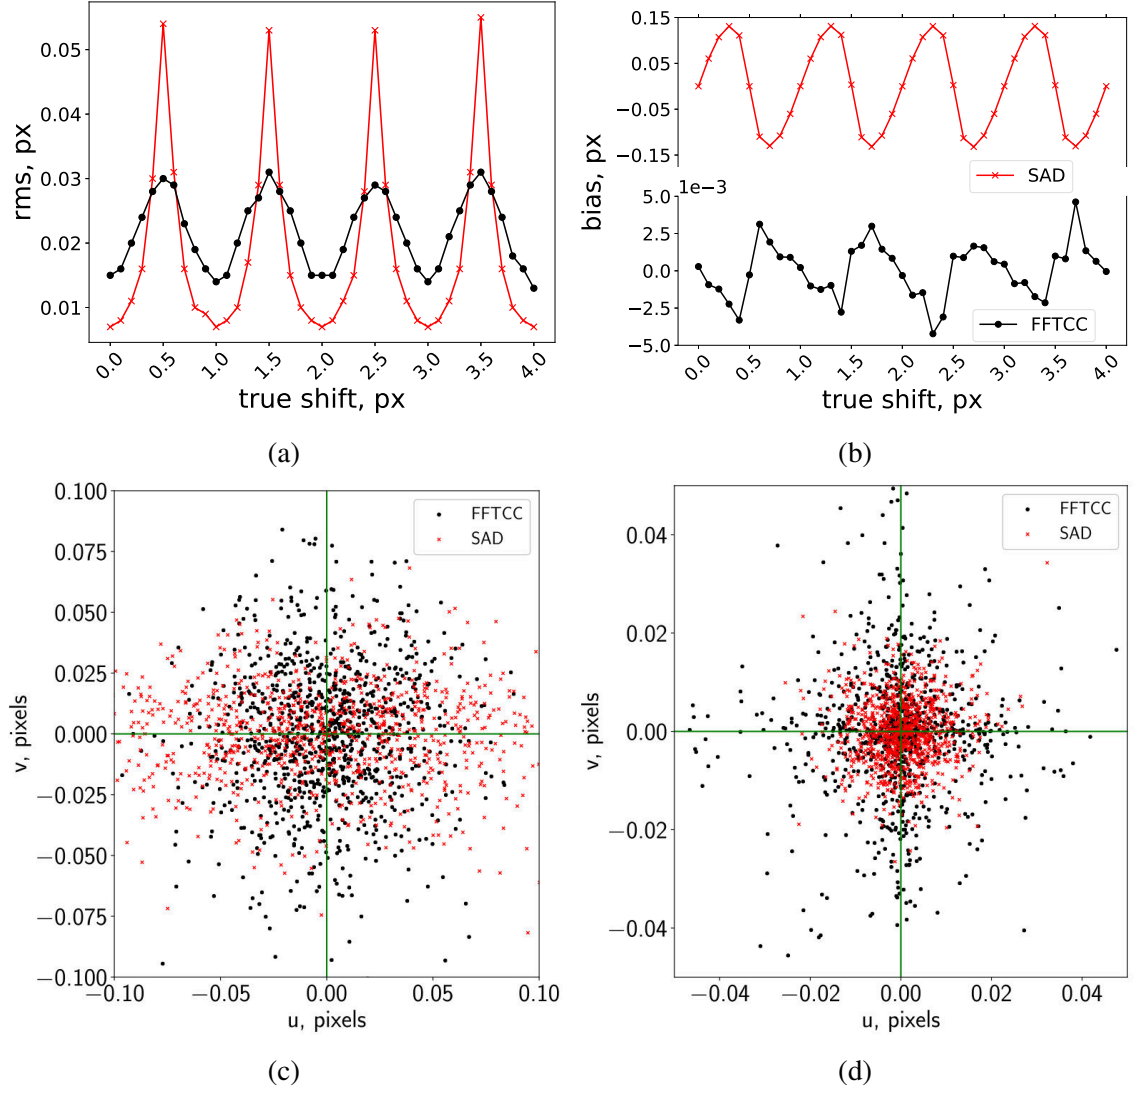 0.05
0.04
0.03
0.02
0.01
rms, px
0.0 0.5 1.0 1.5 2.0 2.5 3.0 3.5 4.0
true shift, px
(a)
0.15
0.05
−0.05
−0.15
SAD
1e−3
5.0
2.5
0.0
−2.5
−5.0
bias, px
FFTCC
0.0 0.5 1.0 1.5 2.0 2.5 3.0 3.5 4.0
true shift, px
(b)
0.100
0.075
0.050
0.025
0.000
−0.025
−0.050
−0.075
−0.100
v, pixels
FFTCC
SAD
−0.10 −0.05 0.00 0.05 0.10
u, pixels
(c)
0.04
0.02
0.00
−0.02
−0.04
v, pixels
FFTCC
SAD
−0.04 −0.02 0.00 0.02 0.04
u, pixels
(d)